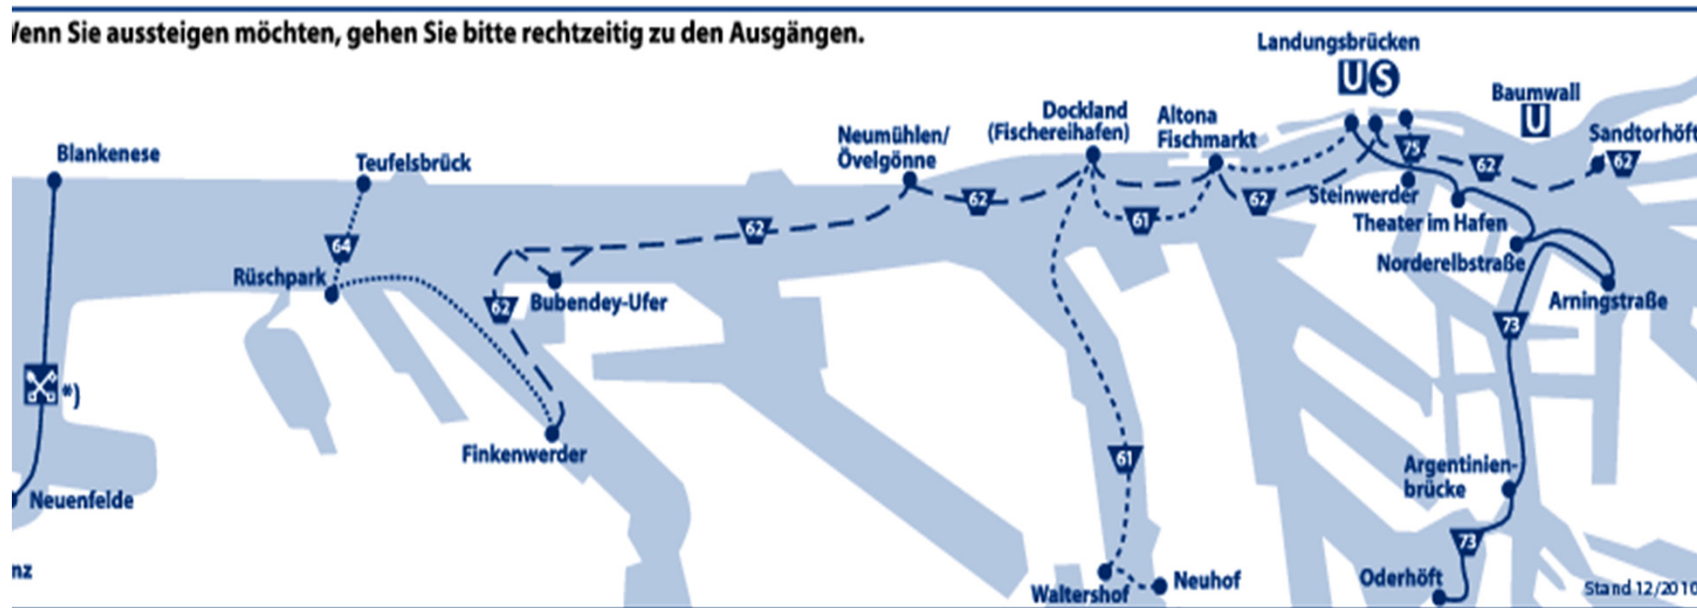 Wenn Sie aussteigen möchten, gehen Sie bitte rechtzeitig zu den Ausgängen.
Landungsbrücken
U S
Baumwall
U
Sandtorhöft
62
Dockland
(Fischereihafen)
Altona
Fischmarkt
Neumühlen/
Övelgönne
Blankenese
Teufelsbrück
75
62
62
62
61
62
Steinwerder
Theater im Hafen
Norderelbstraße
Arningstraße
64
Rüschpark
62
Bubendey-Ufer
73
*)
Finkenwerder
61
Argentinien-
brücke
Neuenfelde
73
nz
Waltershof
Neuhof
Oderhöft
Stand 12/2010